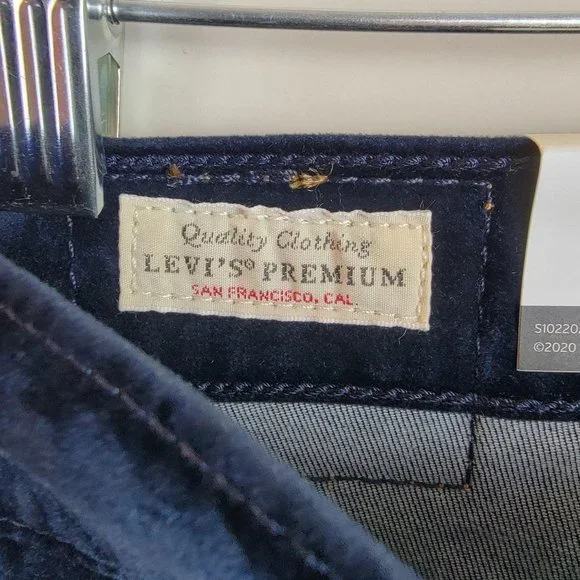 Quality Clothing
LEVI'S® PREMIUM
SAN FRANCISCO, CAL.
©2020